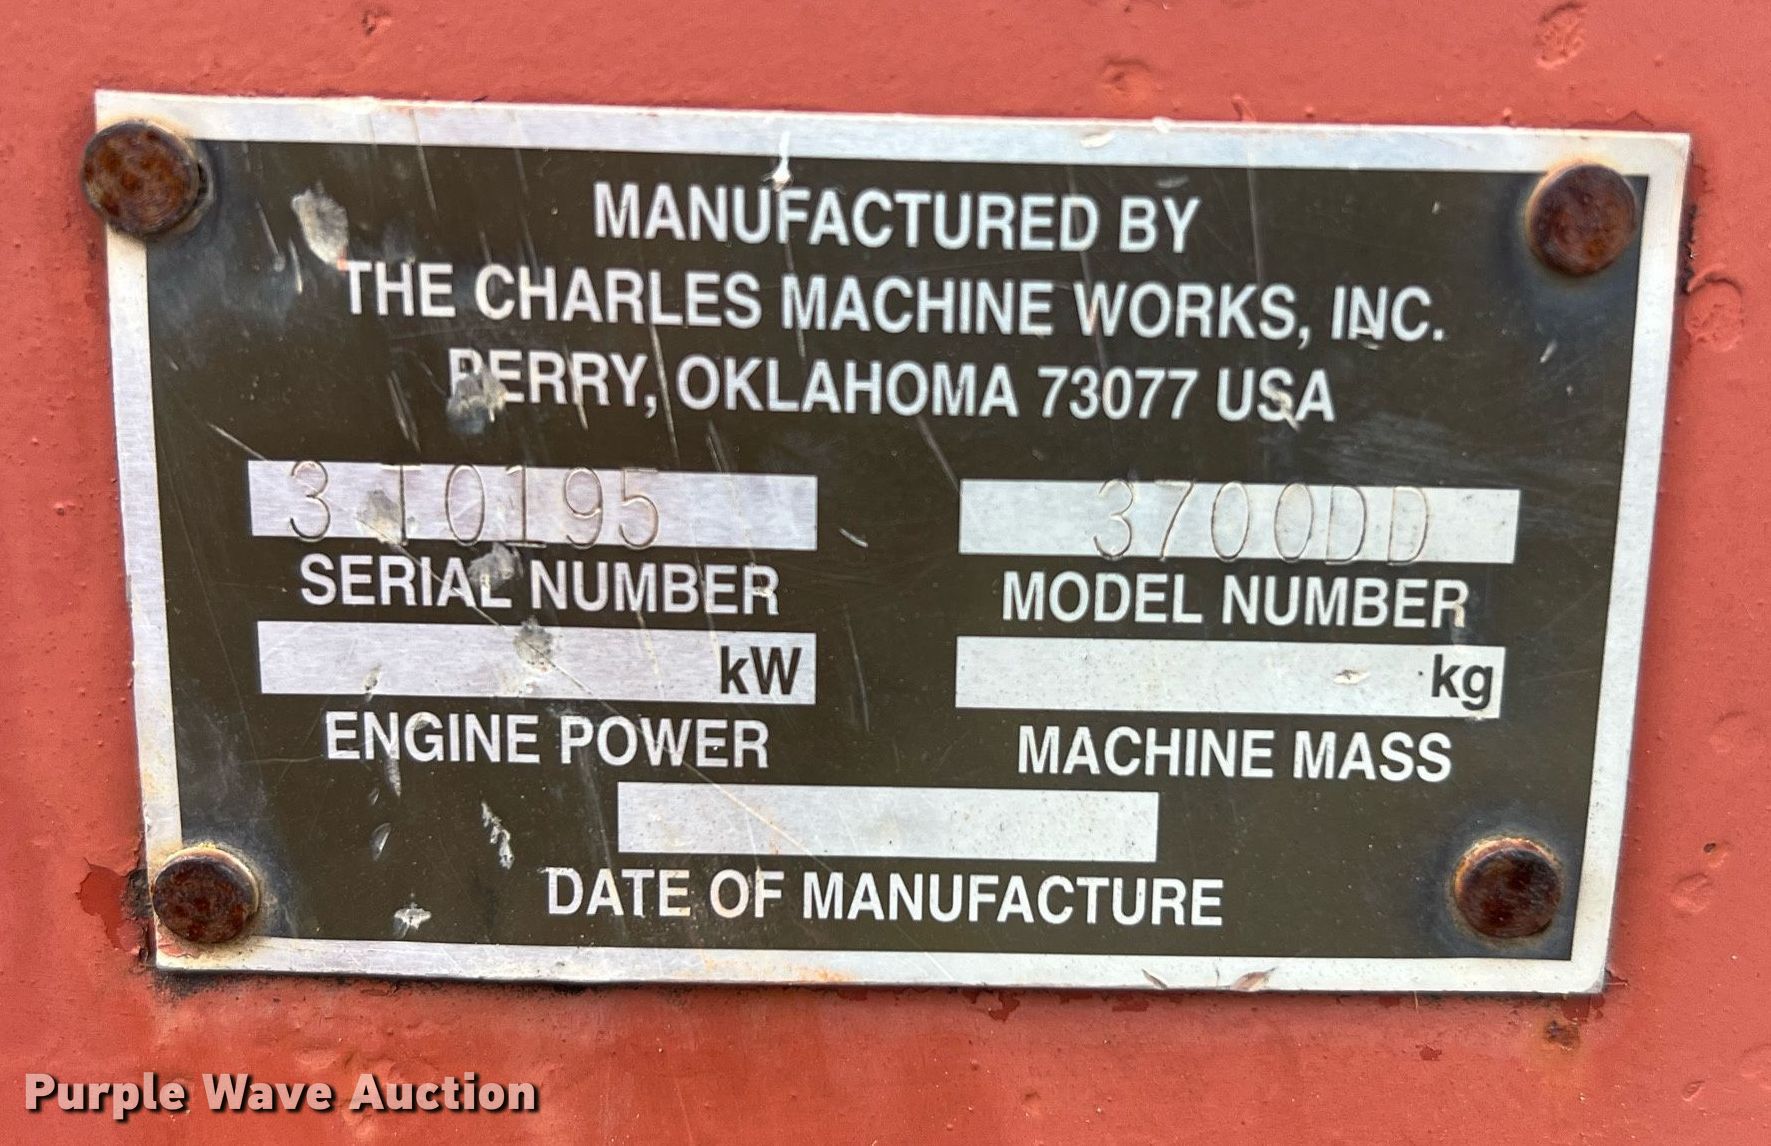 MANUFACTURED BY
THE CHARLES MACHINE WORKS, INC.
PERRY, OKLAHOMA 73077 USA
3T0195
3700DD
SERIAL NUMBER
MODEL NUMBER
kW
kg
ENGINE POWER
MACHINE MASS
DATE OF MANUFACTURE
Purple Wave Auction